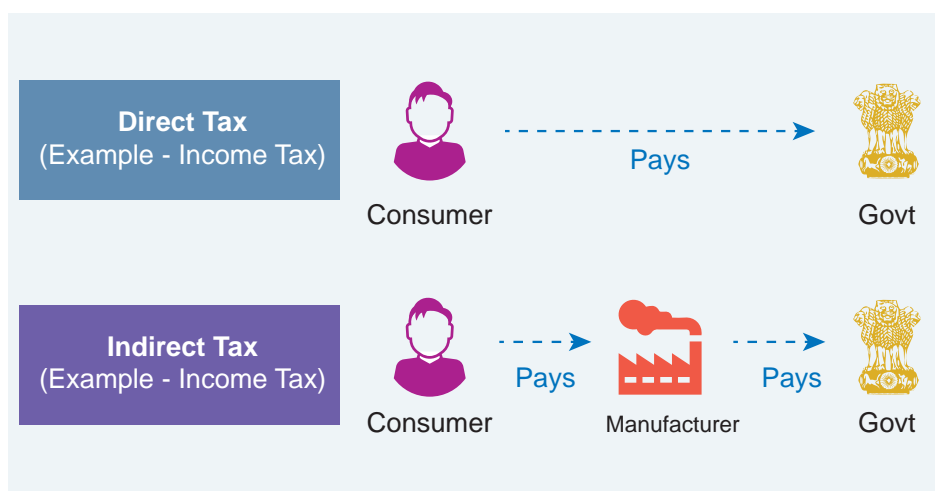 Direct Tax
(Example - Income Tax)
Pays
Consumer
Govt
Indirect Tax
(Example - Income Tax)
Pays
Pays
Consumer
Manufacturer
Govt